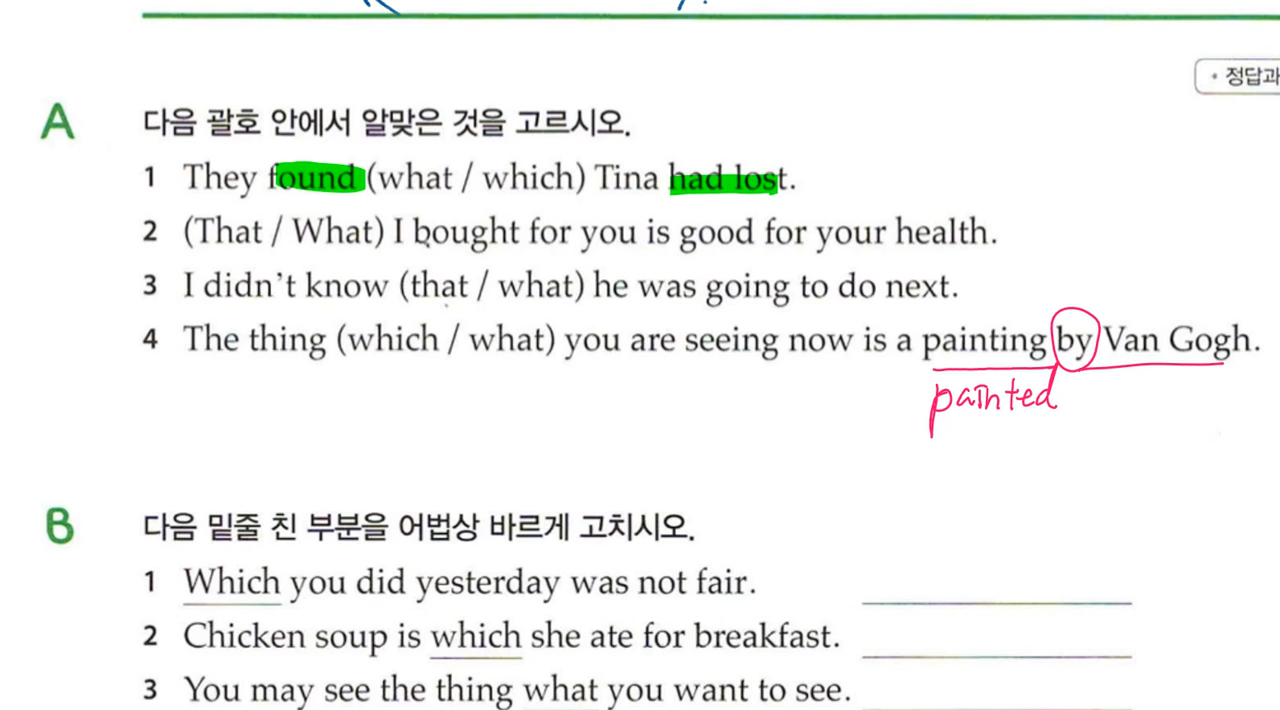 • 정답과
A 다음 괄호 안에서 알맞은 것을 고르시오.
1 They found (what / which) Tina had lost.
2 (That / What) I bought for you is good for your health.
3 I didn't know (that / what) he was going to do next.
4 The thing (which / what) you are seeing now is a painting by Van Gogh.
painted
B 다음 밑줄 친 부분을 어법상 바르게 고치시오.
1 Which you did yesterday was not fair.
2 Chicken soup is which she ate for breakfast.
3 You may see the thing what you want to see.